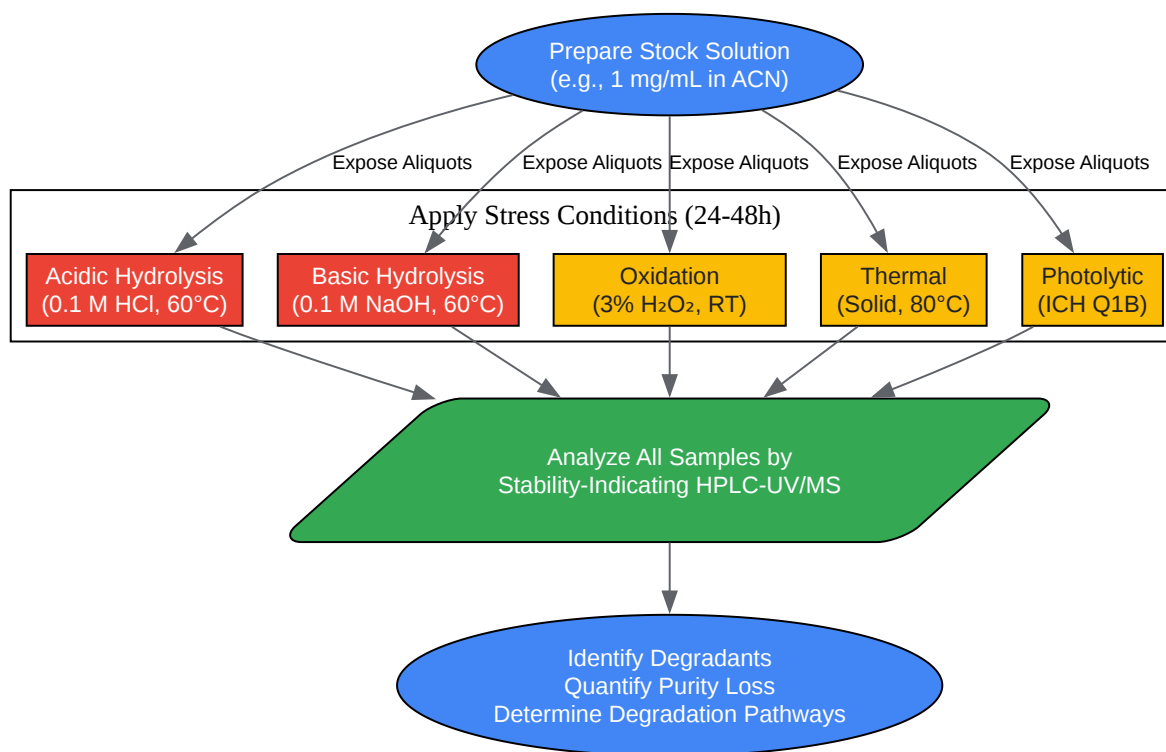 Prepare Stock Solution
(e.g., 1 mg/mL in ACN)
Expose Aliquots
Expose Aliquots
Expose Aliquots
Expose Aliquots
Expose Aliquots
Apply Stress Conditions (24-48h)
Acidic Hydrolysis
(0.1 M HCl, 60°C)
Basic Hydrolysis
(0.1 M NaOH, 60°C)
Oxidation
(3% H₂O₂, RT)
Thermal
(Solid, 80°C)
Photolytic
(ICH Q1B)
Analyze All Samples by
Stability-Indicating HPLC-UV/MS
Identify Degradants
Quantify Purity Loss
Determine Degradation Pathways